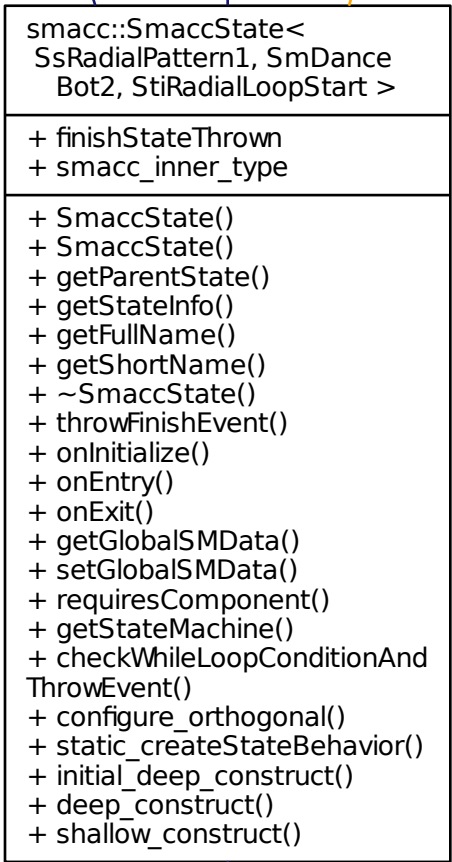 smacc::SmaccState<
SsRadialPattern1, SmDance
Bot2, StiRadialLoopStart >
+ finishStateThrown
+ smacc_inner_type
+ SmaccState()
+ SmaccState()
+ getParentState()
+ getStateInfo()
+ getFullName()
+ getShortName()
+ ~SmaccState()
+ throwFinishEvent()
+ onInitialize()
+ onEntry()
+ onExit()
+ getGlobalSMData()
+ setGlobalSMData()
+ requiresComponent()
+ getStateMachine()
+ checkWhileLoopConditionAnd
ThrowEvent()
+ configure_orthogonal()
+ static_createStateBehavior()
+ initial_deep_construct()
+ deep_construct()
+ shallow_construct()